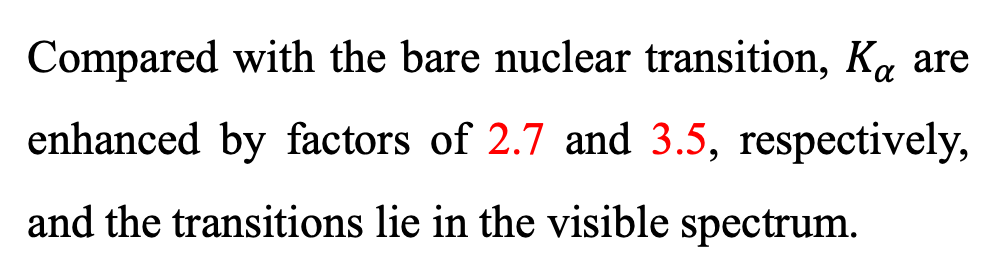 Compared with the bare nuclear transition, Kα are
enhanced by factors of 2.7 and 3.5, respectively,
and the transitions lie in the visible spectrum.